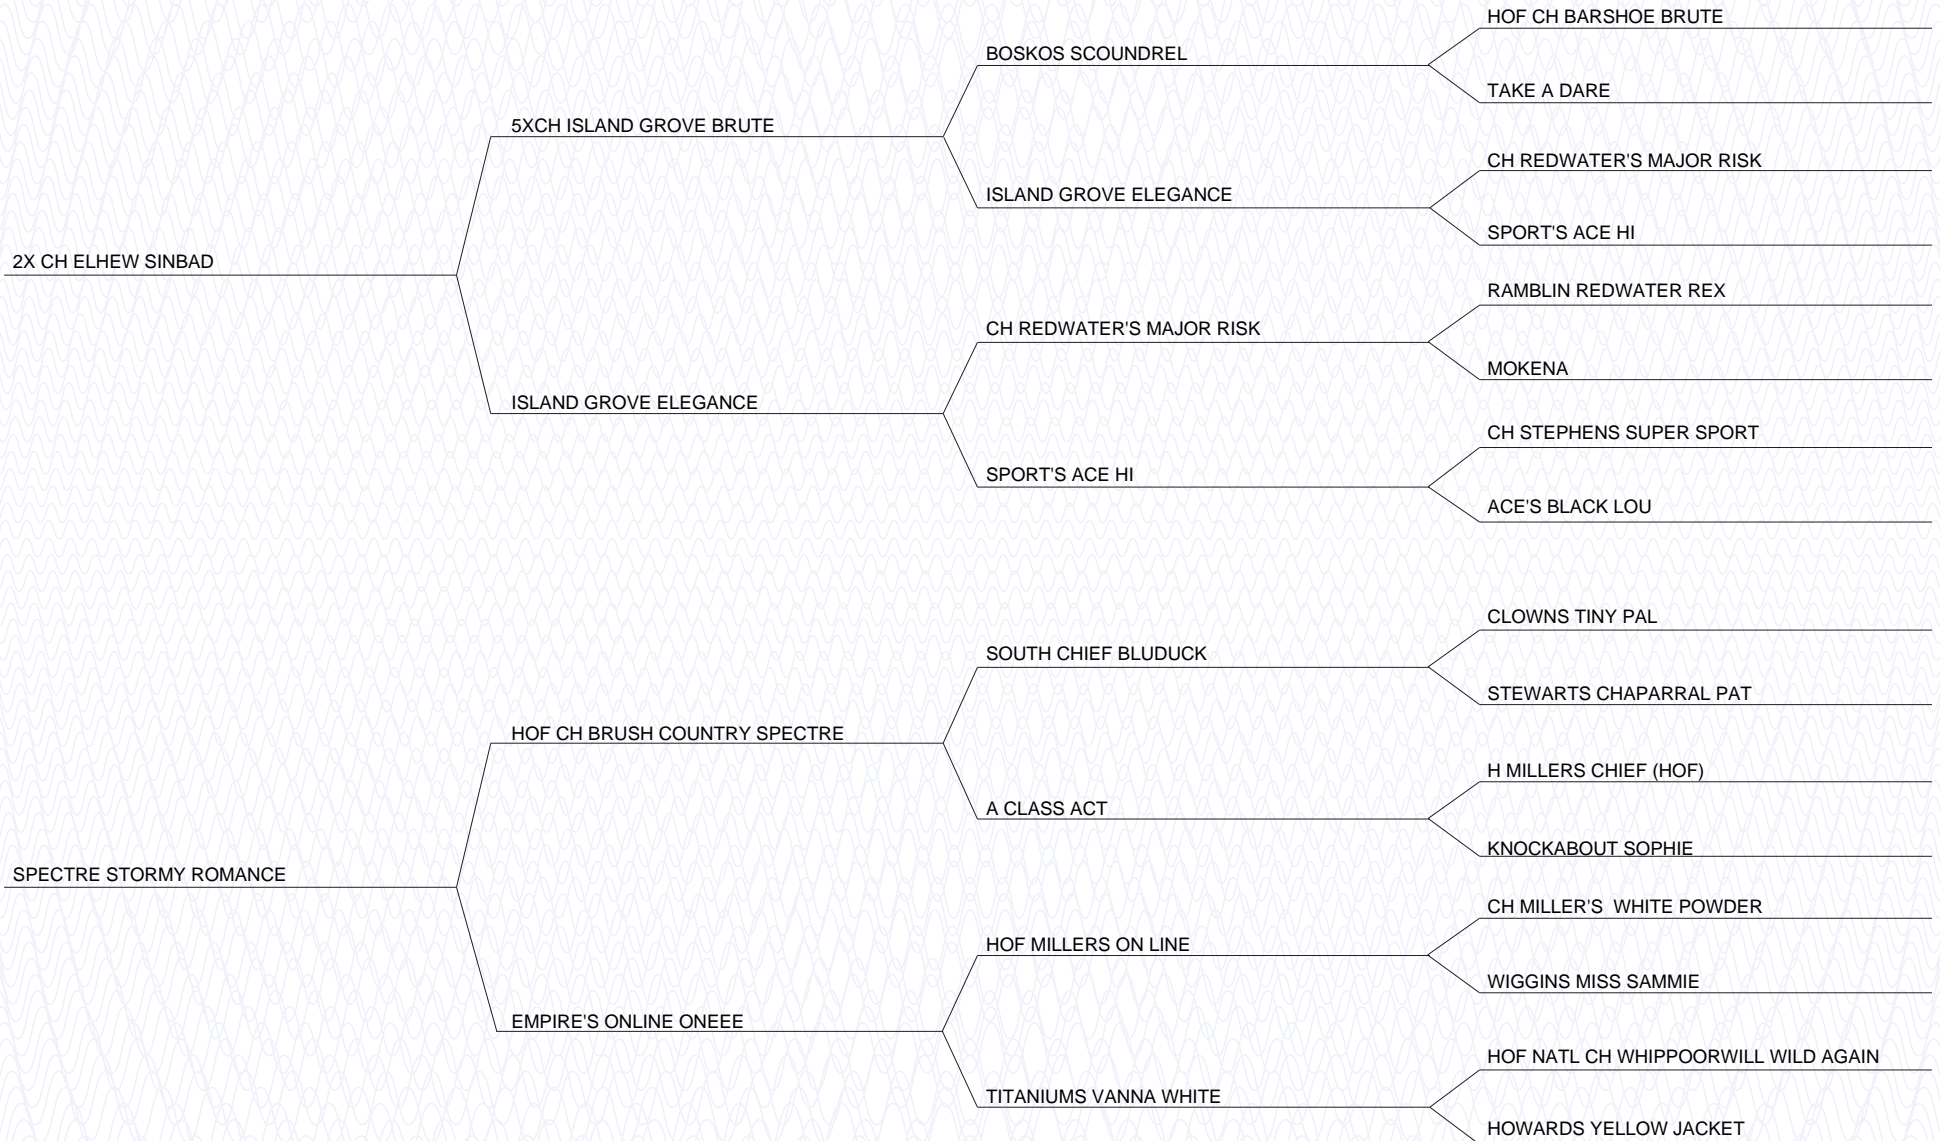 HOF CH BARSHOE BRUTE
BOSKOS SCOUNDREL
TAKE A DARE
5XCH ISLAND GROVE BRUTE
CH REDWATER'S MAJOR RISK
ISLAND GROVE ELEGANCE
SPORT'S ACE HI
2X CH ELHEW SINBAD
RAMBLIN REDWATER REX
CH REDWATER'S MAJOR RISK
MOKENA
ISLAND GROVE ELEGANCE
CH STEPHENS SUPER SPORT
SPORT'S ACE HI
ACE'S BLACK LOU
CLOWNS TINY PAL
SOUTH CHIEF BLUDUCK
STEWARTS CHAPARRAL PAT
HOF CH BRUSH COUNTRY SPECTRE
H MILLERS CHIEF (HOF)
A CLASS ACT
KNOCKABOUT SOPHIE
SPECTRE STORMY ROMANCE
CH MILLER'S  WHITE POWDER
HOF MILLERS ON LINE
WIGGINS MISS SAMMIE
EMPIRE'S ONLINE ONEEE
HOF NATL CH WHIPPOORWILL WILD AGAIN
TITANIUMS VANNA WHITE
HOWARDS YELLOW JACKET